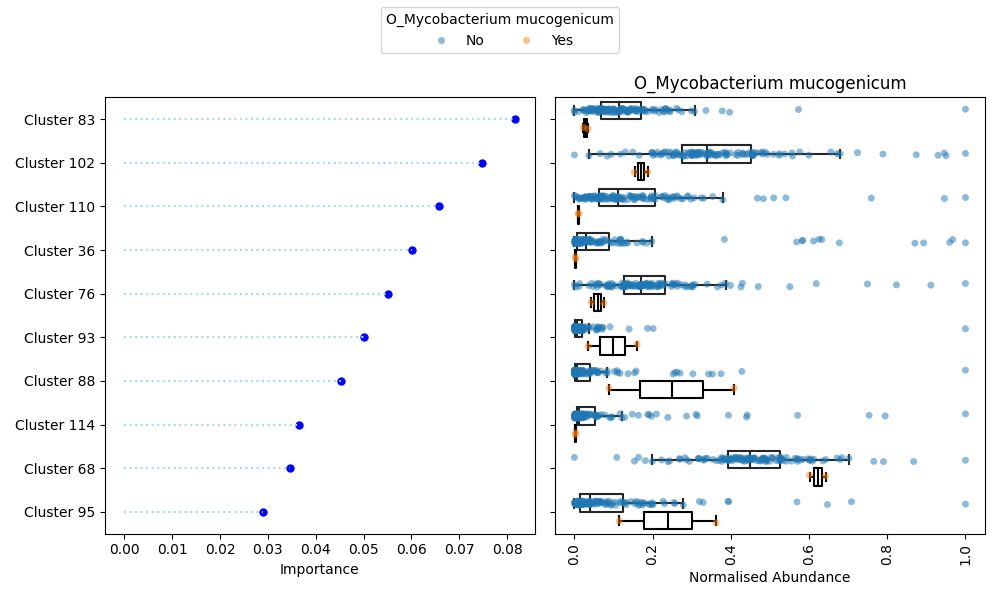 O_Mycobacterium mucogenicum
No Yes
O_Mycobacterium mucogenicum
Cluster 83
Cluster 102
Cluster 110
Cluster 36
Cluster 76
Cluster 93
Cluster 88
Cluster 114
Cluster 68
Cluster 95
0.00 0.01 0.02 0.03 0.04 0.05 0.06 0.07 0.08
Importance
0.0 0.2 0.4 0.6 0.8 1.0
Normalised Abundance